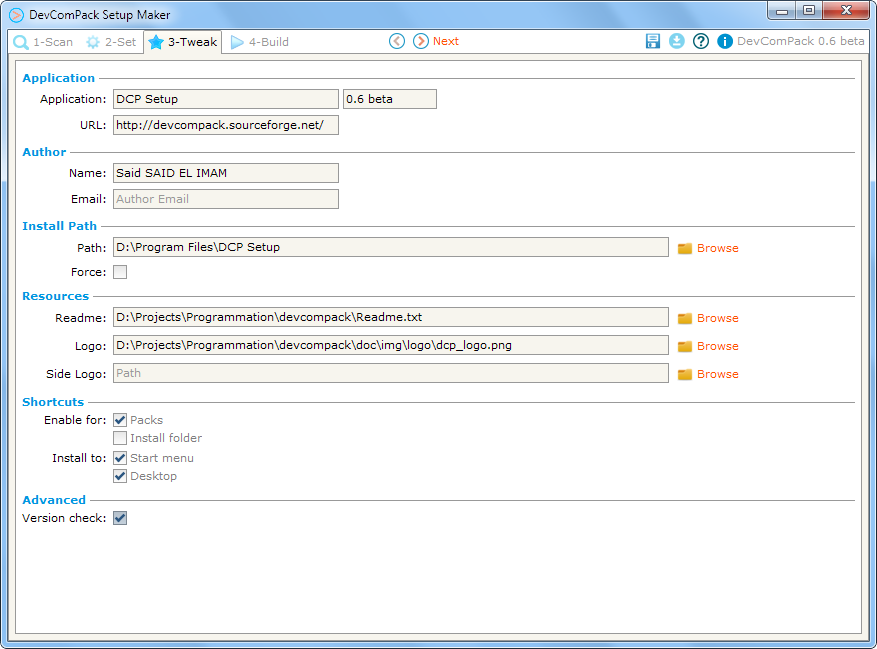 DevComPack Setup Maker
1-Scan 2-Set 3-Tweak 4-Build Next DevComPack 0.6 beta
Application
Application: DCP Setup 0.6 beta
URL: http://devcompack.sourceforge.net/
Author
Name: Said SAID EL IMAM
Email: Author Email
Install Path
Path: D:\Program Files\DCP Setup Browse
Force:
Resources
Readme: D:\Projects\Programmation\devcompack\Readme.txt Browse
Logo: D:\Projects\Programmation\devcompack\doc\img\logo\dcp_logo.png Browse
Side Logo: Path Browse
Shortcuts
Enable for: Packs
Install folder
Install to: Start menu
Desktop
Advanced
Version check: